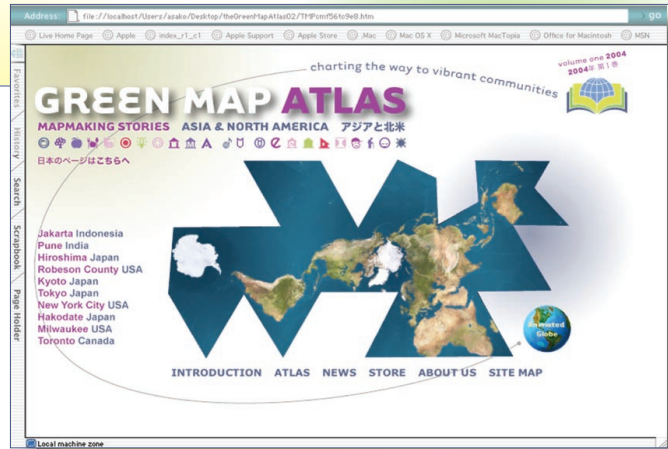 Address: file://localhost/Users/asako/Desktop/theGreenMapAtlas02/TMPcmf56tc9e8.htm go
Live Home Page Apple index_r1_c1 Apple Support Apple Store .Mac Mac OS X Microsoft MacTopia Office for Macintosh MSN
Favorites
History
Search
Scrapbook
Page Holder
charting the way to vibrant communities
volume one 2004
2004年 第1巻
GREEN MAP ATLAS
MAPMAKING STORIES ASIA & NORTH AMERICA アジアと北米
日本のページはこちらへ
Jakarta Indonesia
Pune India
Hiroshima Japan
Robeson County USA
Kyoto Japan
Tokyo Japan
New York City USA
Hakodate Japan
Milwaukee USA
Toronto Canada
Animated
Globe
INTRODUCTION ATLAS NEWS STORE ABOUT US SITE MAP
Local machine zone